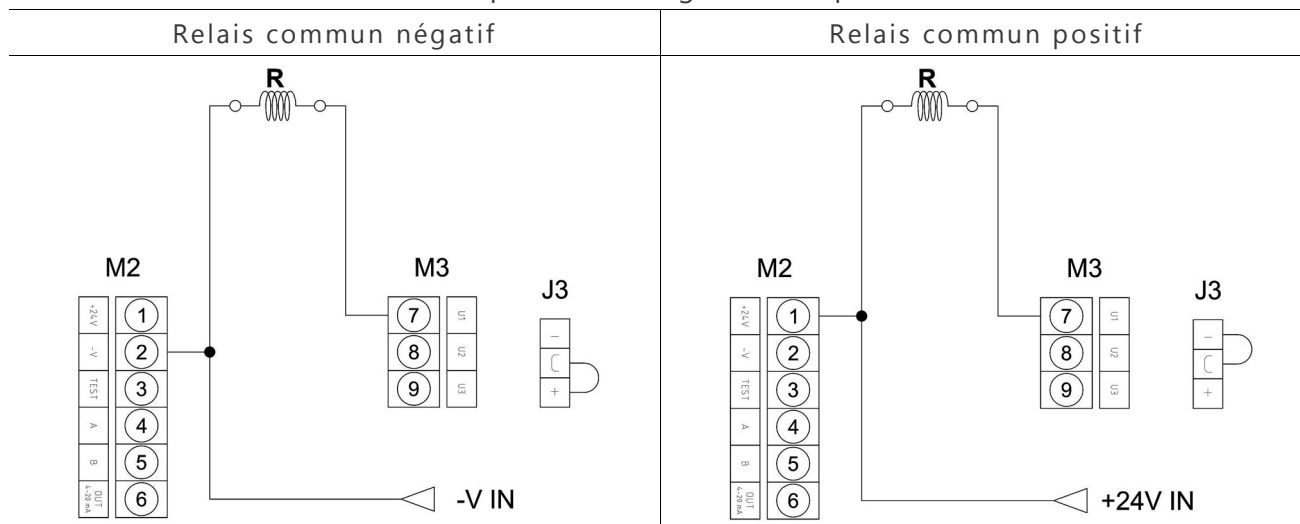 Relais commun négatif
Relais commun positif
R
M2
M3
J3
+24V 1
-V 2
TEST 3
A 4
B 5
OUT 4-20 mA 6
7 U1
8 U2
9 U3
-
C
+
-V IN
R
M2
M3
J3
+24V 1
-V 2
TEST 3
A 4
B 5
OUT 4-20 mA 6
7 U1
8 U2
9 U3
-
C
+
+24V IN